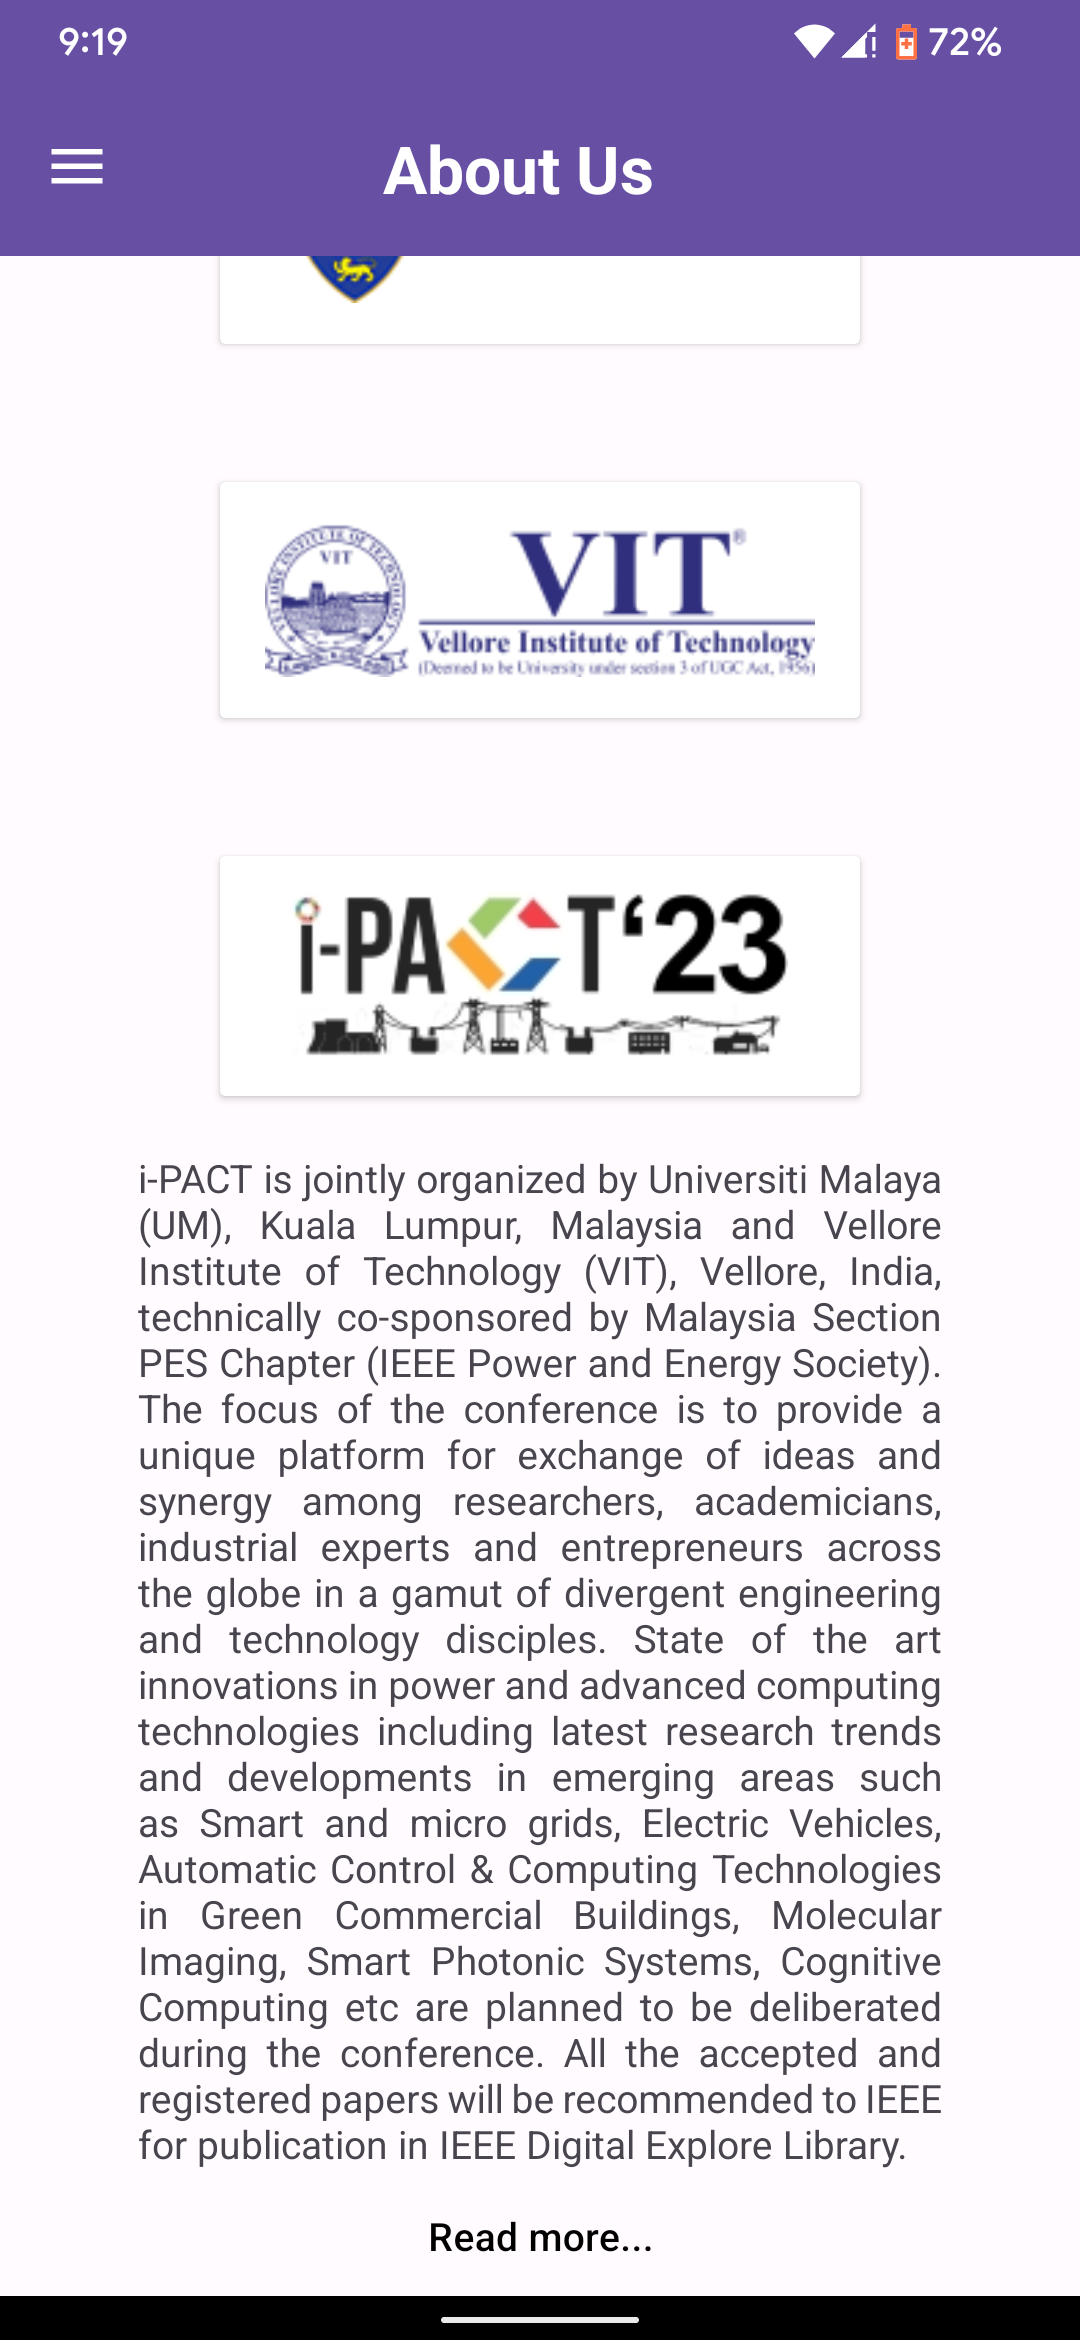 9:19
72%
About Us
VELLORE INSTITUTE OF TECHNOLOGY
VIT
VIT®
Vellore Institute of Technology
(Deemed to be University under section 3 of UGC Act, 1956)
i-PACT‘23
i-PACT is jointly organized by Universiti Malaya
(UM), Kuala Lumpur, Malaysia and Vellore
Institute of Technology (VIT), Vellore, India,
technically co-sponsored by Malaysia Section
PES Chapter (IEEE Power and Energy Society).
The focus of the conference is to provide a
unique platform for exchange of ideas and
synergy among researchers, academicians,
industrial experts and entrepreneurs across
the globe in a gamut of divergent engineering
and technology disciples. State of the art
innovations in power and advanced computing
technologies including latest research trends
and developments in emerging areas such
as Smart and micro grids, Electric Vehicles,
Automatic Control & Computing Technologies
in Green Commercial Buildings, Molecular
Imaging, Smart Photonic Systems, Cognitive
Computing etc are planned to be deliberated
during the conference. All the accepted and
registered papers will be recommended to IEEE
for publication in IEEE Digital Explore Library.
Read more...